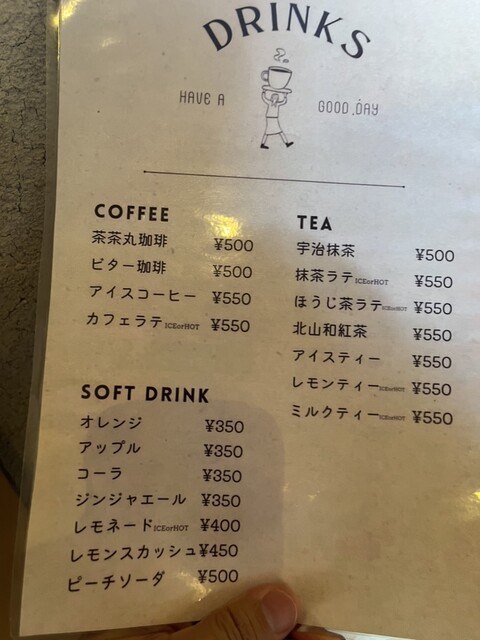 DRINKS
HAVE A GOOD DAY
COFFEE
茶茶丸珈琲 ¥500
ビター珈琲 ¥500
アイスコーヒー ¥550
カフェラテ ICEorHOT ¥550
TEA
宇治抹茶 ¥500
抹茶ラテ ICEorHOT ¥550
ほうじ茶ラテ ICEorHOT ¥550
北山和紅茶 ¥550
アイスティー ¥550
レモンティー ICEorHOT ¥550
ミルクティー ICEorHOT ¥550
SOFT DRINK
オレンジ ¥350
アップル ¥350
コーラ ¥350
ジンジャエール ¥350
レモネード ICEorHOT ¥400
レモンスカッシュ ¥450
ピーチソーダ ¥500